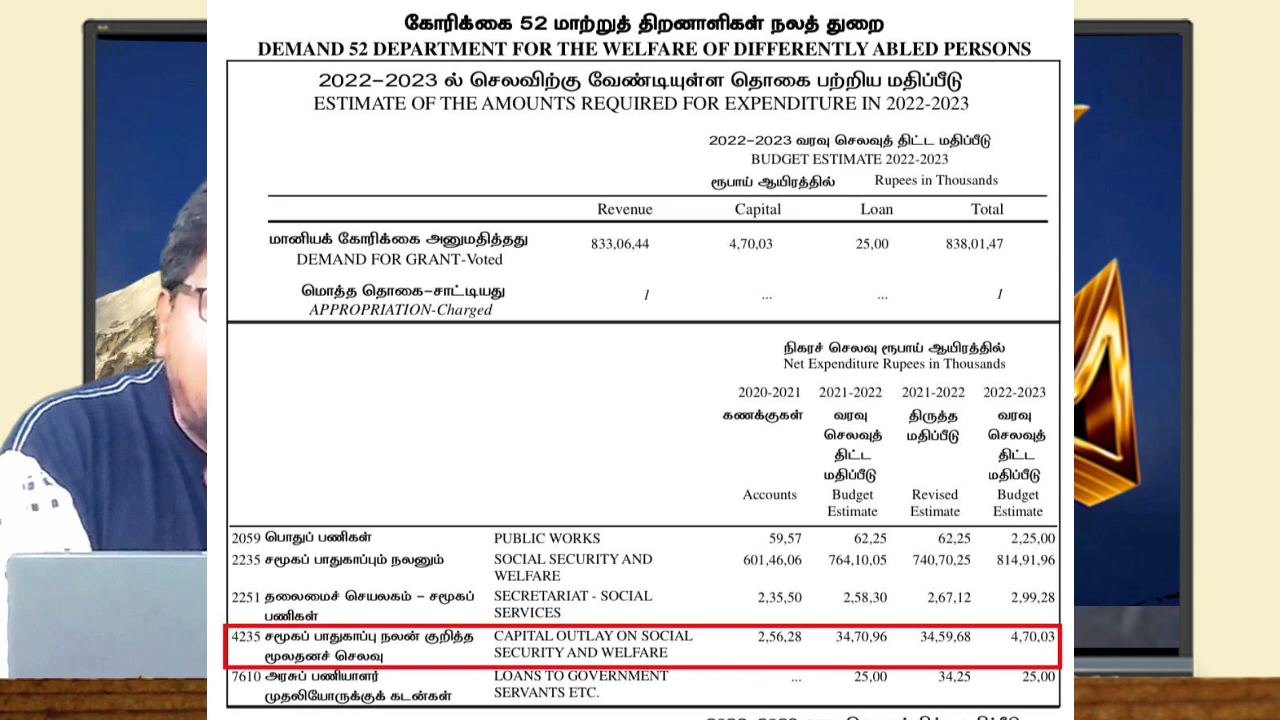 கோரிக்கை 52 மாற்றுத் திறனாளிகள் நலத் துறை
DEMAND 52 DEPARTMENT FOR THE WELFARE OF DIFFERENTLY ABLED PERSONS
2022-2023 ல் செலவிற்கு வேண்டியுள்ள தொகை பற்றிய மதிப்பீடு
ESTIMATE OF THE AMOUNTS REQUIRED FOR EXPENDITURE IN 2022-2023
2022-2023 வரவு செலவுத் திட்ட மதிப்பீடு
BUDGET ESTIMATE 2022-2023
ரூபாய் ஆயிரத்தில் Rupees in Thousands
Revenue Capital Loan Total
மானியக் கோரிக்கை அனுமதித்தது 833,06,44 4,70,03 25,00 838,01,47
DEMAND FOR GRANT-Voted
மொத்த தொகை-சாட்டியது 1 ... ... 1
APPROPRIATION-Charged
நிகரச் செலவு ரூபாய் ஆயிரத்தில்
Net Expenditure Rupees in Thousands
2020-2021 2021-2022 2021-2022 2022-2023
கணக்குகள் வரவு திருத்த வரவு
செலவுத் மதிப்பீடு செலவுத்
திட்ட திட்ட
மதிப்பீடு மதிப்பீடு
Accounts Budget Revised Budget
Estimate Estimate Estimate
2059 பொதுப் பணிகள் PUBLIC WORKS 59,57 62,25 62,25 2,25,00
2235 சமூகப் பாதுகாப்பும் நலனும் SOCIAL SECURITY AND 601,46,06 764,10,05 740,70,25 814,91,96
WELFARE
2251 தலைமைச் செயலகம் - சமூகப் SECRETARIAT - SOCIAL 2,35,50 2,58,30 2,67,12 2,99,28
பணிகள் SERVICES
4235 சமூகப் பாதுகாப்பு நலன் குறித்த CAPITAL OUTLAY ON SOCIAL 2,56,28 34,70,96 34,59,68 4,70,03
மூலதனச் செலவு SECURITY AND WELFARE
7610 அரசுப் பணியாளர் LOANS TO GOVERNMENT ... 25,00 34,25 25,00
முதலியோருக்குக் கடன்கள் SERVANTS ETC.